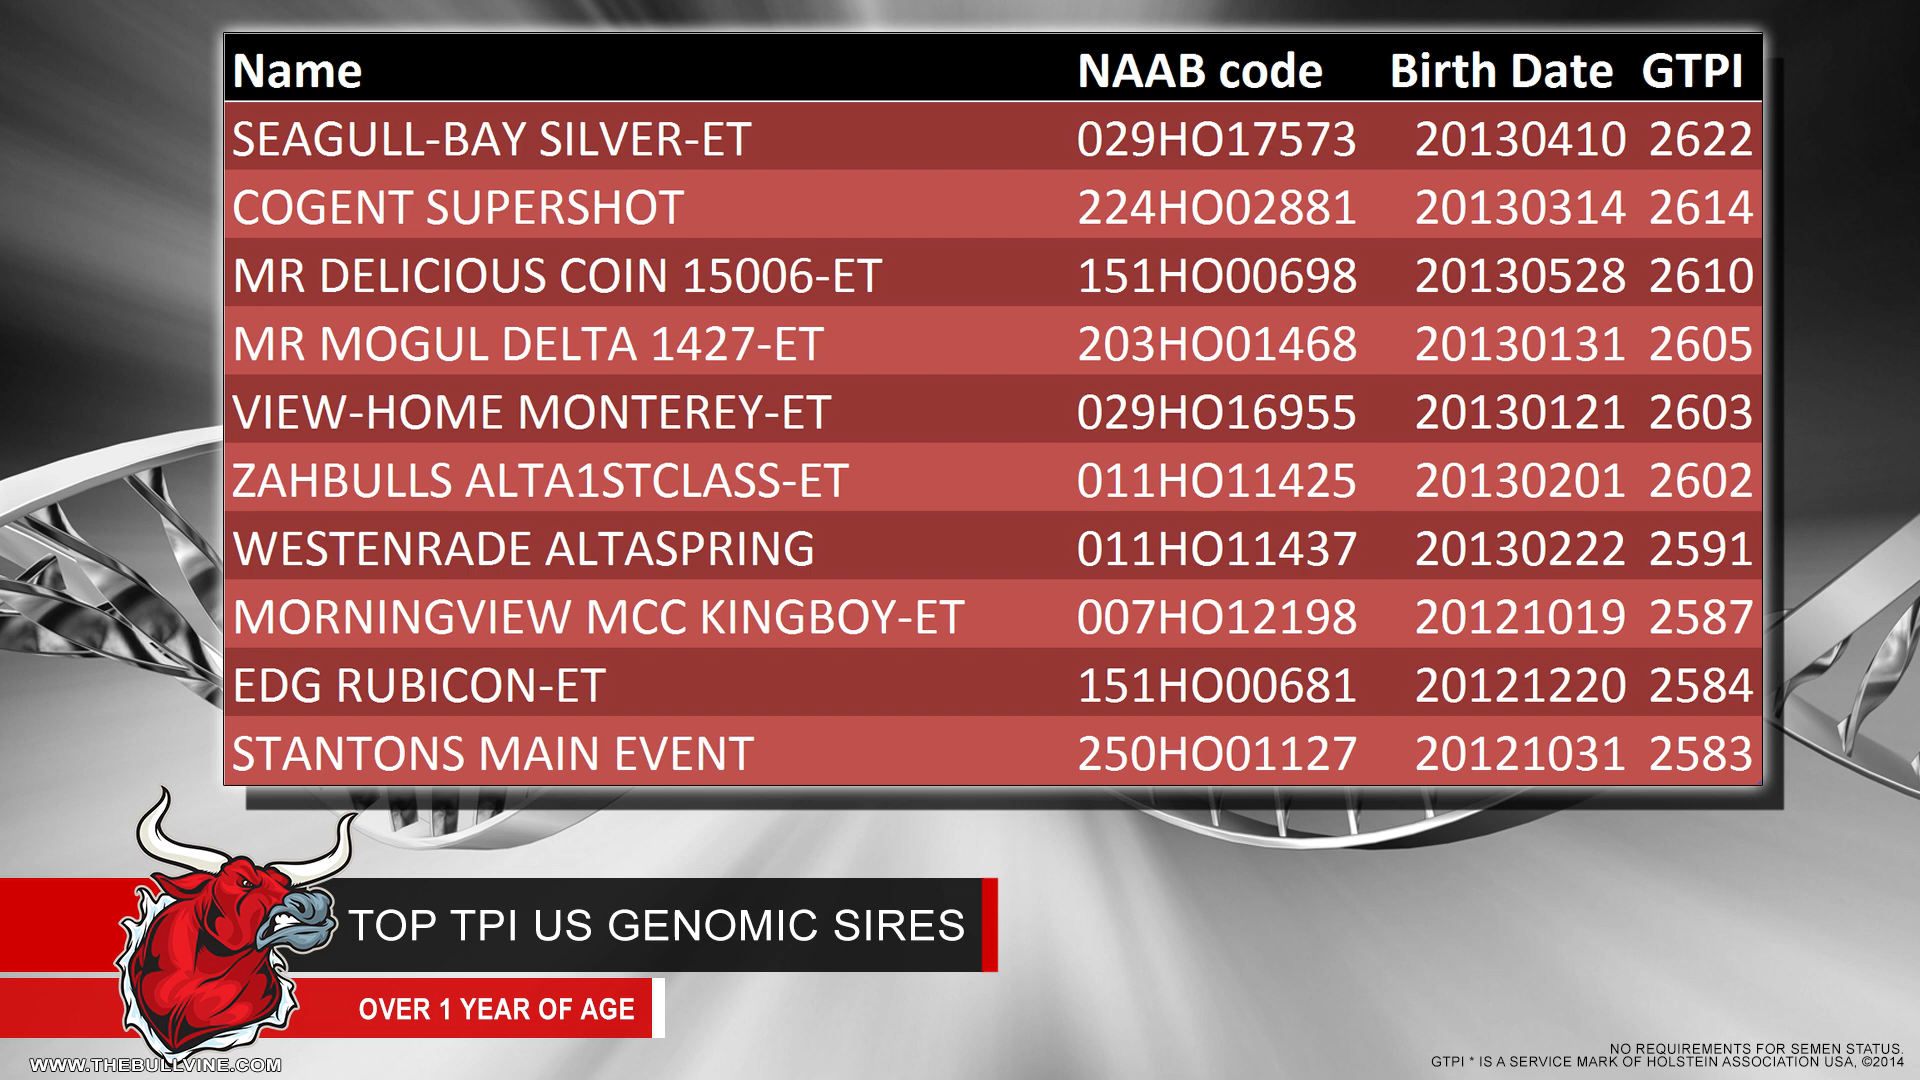 Name NAAB code Birth Date GTPI
SEAGULL-BAY SILVER-ET 029HO17573 20130410 2622
COGENT SUPERSHOT 224HO02881 20130314 2614
MR DELICIOUS COIN 15006-ET 151HO00698 20130528 2610
MR MOGUL DELTA 1427-ET 203HO01468 20130131 2605
VIEW-HOME MONTEREY-ET 029HO16955 20130121 2603
ZAHBULLS ALTA1STCLASS-ET 011HO11425 20130201 2602
WESTENRADE ALTASPRING 011HO11437 20130222 2591
MORNINGVIEW MCC KINGBOY-ET 007HO12198 20121019 2587
EDG RUBICON-ET 151HO00681 20121220 2584
STANTONS MAIN EVENT 250HO01127 20121031 2583
TOP TPI US GENOMIC SIRES
OVER 1 YEAR OF AGE
WWW.THEBULLVINE.COM
NO REQUIREMENTS FOR SEMEN STATUS.
GTPI * IS A SERVICE MARK OF HOLSTEIN ASSOCIATION USA, ©2014